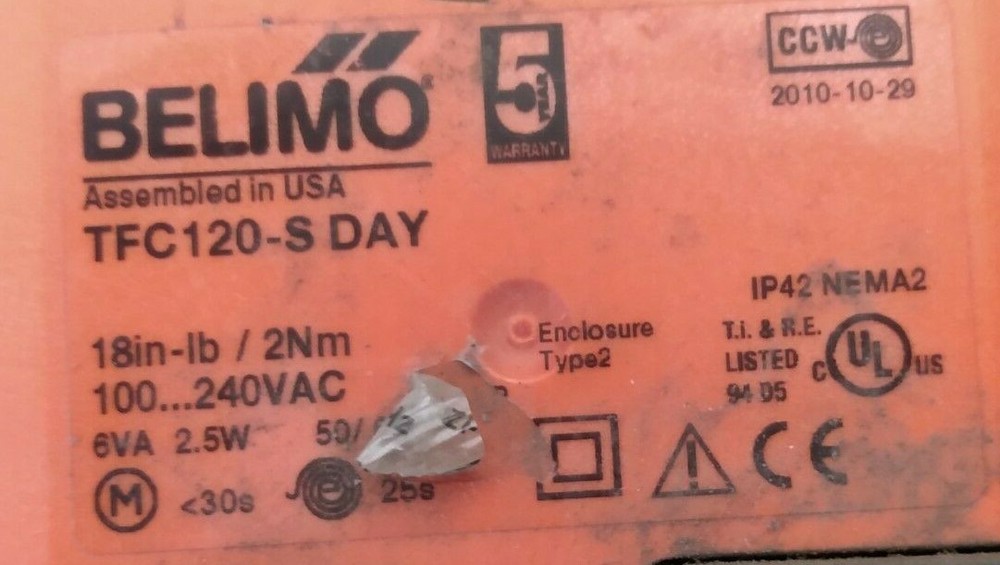 BELIMO
5 YEAR
WARRANTY
CCW
2010-10-29
Assembled in USA
TFC120-S DAY
IP42 NEMA2
18in-lb / 2Nm
Enclosure
Type2
T.i. & R.E.
LISTED
94 D5
C UL US
100...240VAC
6VA 2.5W 50/
M <30s 25s
CE